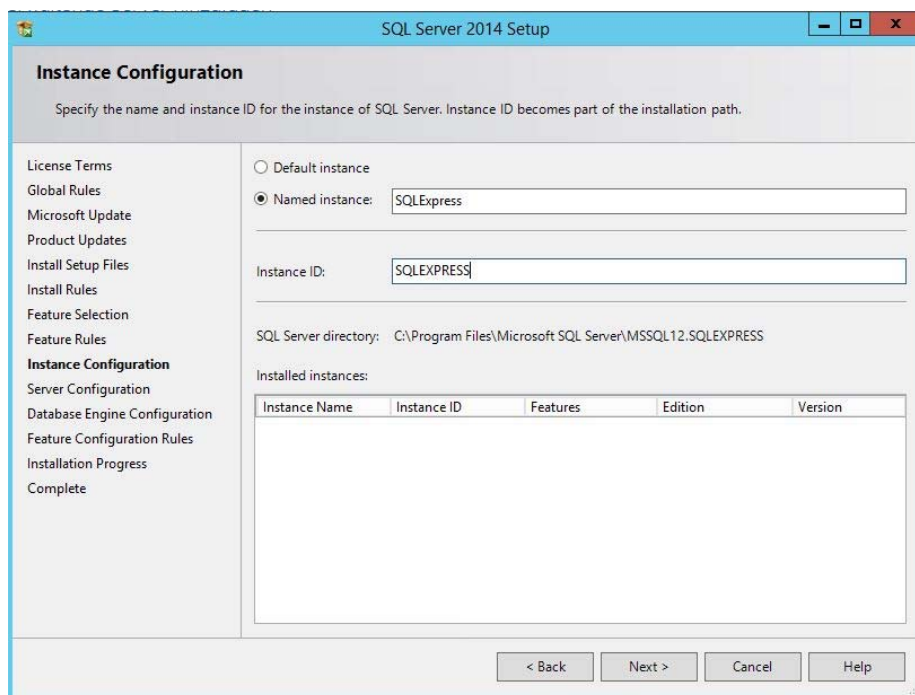 SQL Server 2014 Setup
Instance Configuration
Specify the name and instance ID for the instance of SQL Server. Instance ID becomes part of the installation path.
License Terms
Global Rules
Microsoft Update
Product Updates
Install Setup Files
Install Rules
Feature Selection
Feature Rules
Instance Configuration
Server Configuration
Database Engine Configuration
Feature Configuration Rules
Installation Progress
Complete
Default instance
Named instance: SQLExpress
Instance ID: SQLEXPRESS
SQL Server directory: C:\Program Files\Microsoft SQL Server\MSSQL12.SQLEXPRESS
Installed instances:
Instance Name Instance ID Features Edition Version
< Back Next > Cancel Help